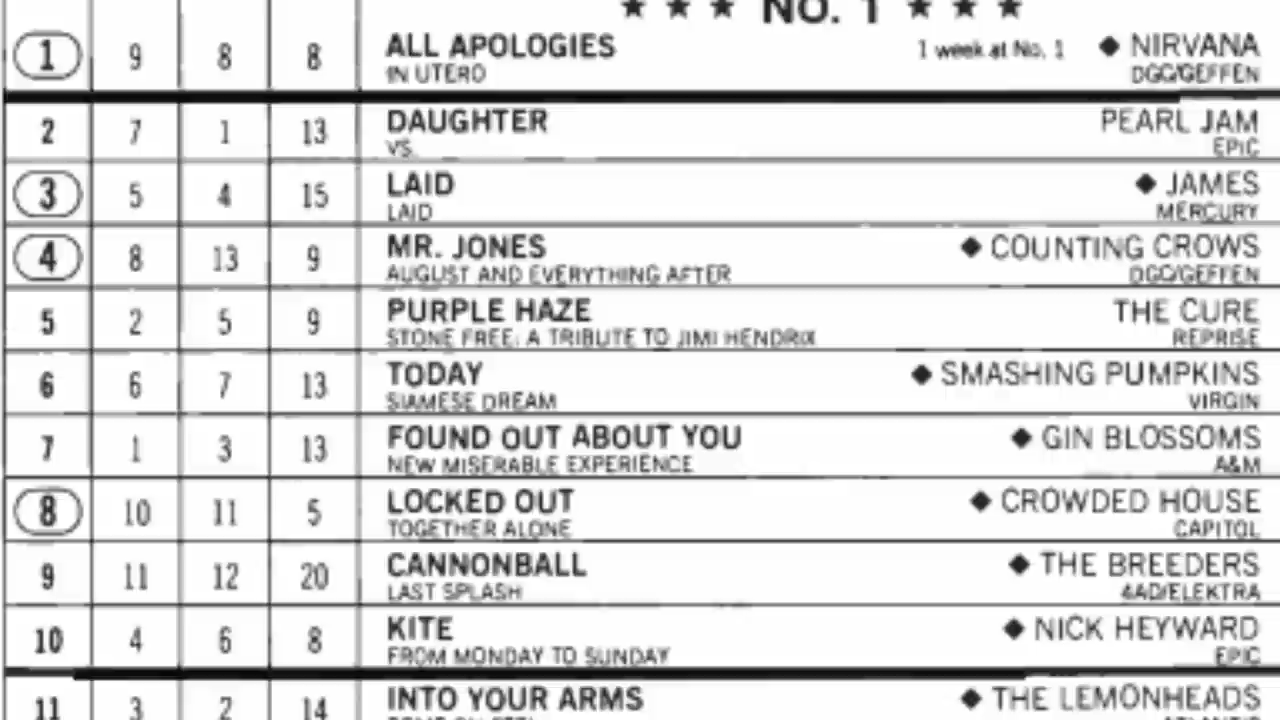 ★ ★ ★ NO. 1 ★ ★ ★
1 9 8 8 ALL APOLOGIES 1 week at No. 1 ◆ NIRVANA
IN UTERO DGC/GEFFEN
2 7 1 13 DAUGHTER PEARL JAM
VS. EPIC
3 5 4 15 LAID ◆ JAMES
LAID MERCURY
4 8 13 9 MR. JONES ◆ COUNTING CROWS
AUGUST AND EVERYTHING AFTER DGC/GEFFEN
5 2 5 9 PURPLE HAZE THE CURE
STONE FREE: A TRIBUTE TO JIMI HENDRIX REPRISE
6 6 7 13 TODAY ◆ SMASHING PUMPKINS
SIAMESE DREAM VIRGIN
7 1 3 13 FOUND OUT ABOUT YOU ◆ GIN BLOSSOMS
NEW MISERABLE EXPERIENCE A&M
8 10 11 5 LOCKED OUT ◆ CROWDED HOUSE
TOGETHER ALONE CAPITOL
9 11 12 20 CANNONBALL ◆ THE BREEDERS
LAST SPLASH 4AD/ELEKTRA
10 4 6 8 KITE ◆ NICK HEYWARD
FROM MONDAY TO SUNDAY EPIC
11 3 2 14 INTO YOUR ARMS ◆ THE LEMONHEADS